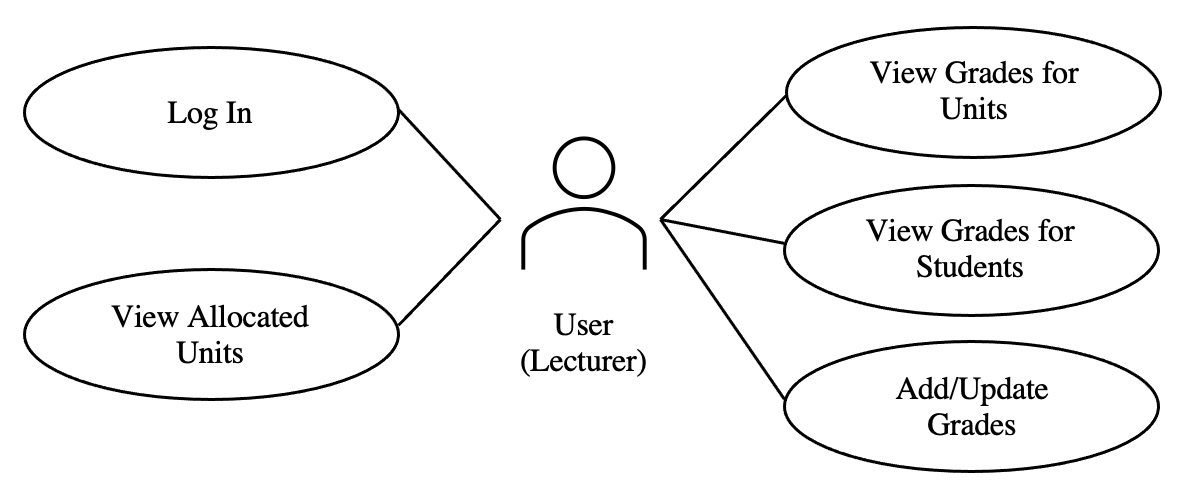 Log In
View Allocated
Units
User
(Lecturer)
View Grades for
Units
View Grades for
Students
Add/Update
Grades